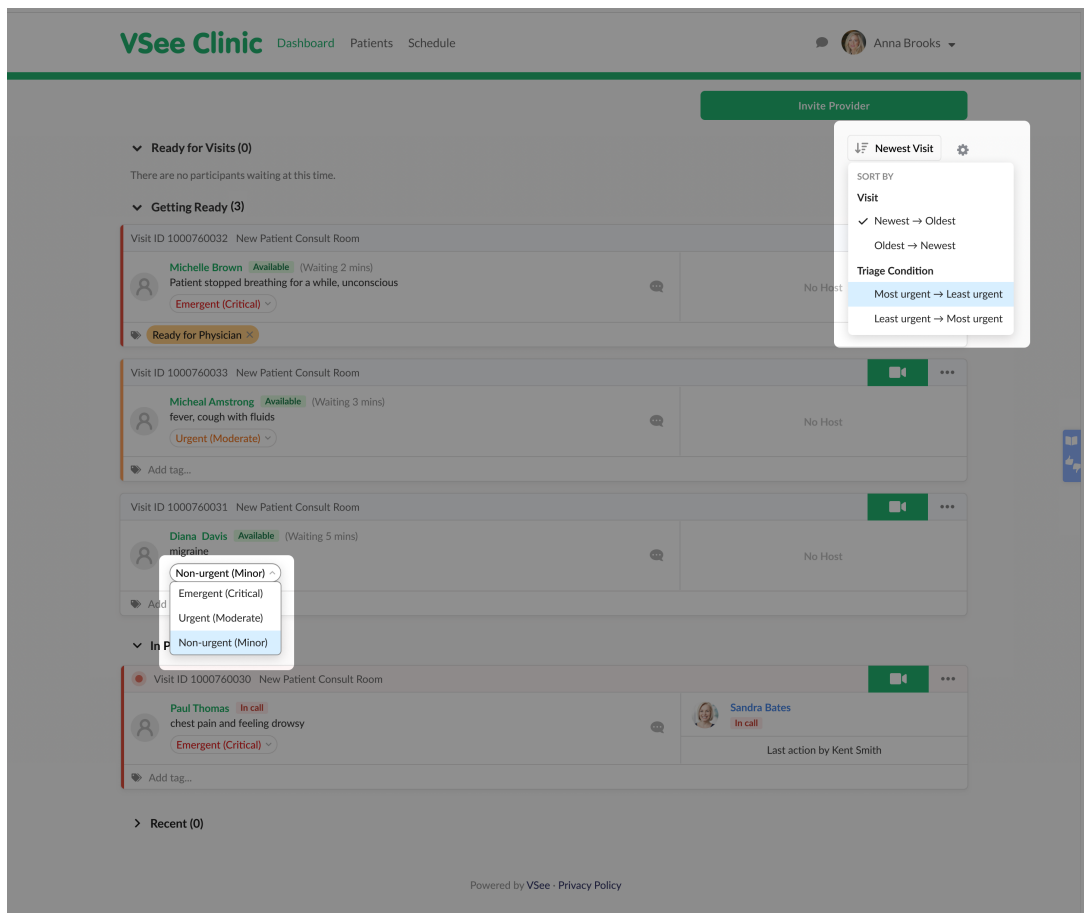 VSee Clinic Dashboard Patients Schedule Anna Brooks
Invite Provider
Ready for Visits (0)
Newest Visit
There are no participants waiting at this time.
SORT BY
Visit
Newest → Oldest
Oldest → Newest
Triage Condition
Most urgent → Least urgent
Least urgent → Most urgent
Getting Ready (3)
Visit ID 1000760032 New Patient Consult Room
Michelle Brown Available (Waiting 2 mins)
Patient stopped breathing for a while, unconscious
Emergent (Critical)
No Host
Ready for Physician ×
Visit ID 1000760033 New Patient Consult Room
Micheal Amstrong Available (Waiting 3 mins)
fever, cough with fluids
Urgent (Moderate)
No Host
Add tag...
Visit ID 1000760031 New Patient Consult Room
Diana Davis Available (Waiting 5 mins)
migraine
No Host
Non-urgent (Minor)
Emergent (Critical)
Urgent (Moderate)
Non-urgent (Minor)
Add
In P
Visit ID 1000760030 New Patient Consult Room
Paul Thomas In call
chest pain and feeling drowsy
Emergent (Critical)
Sandra Bates
In call
Last action by Kent Smith
Add tag...
Recent (0)
Powered by VSee - Privacy Policy